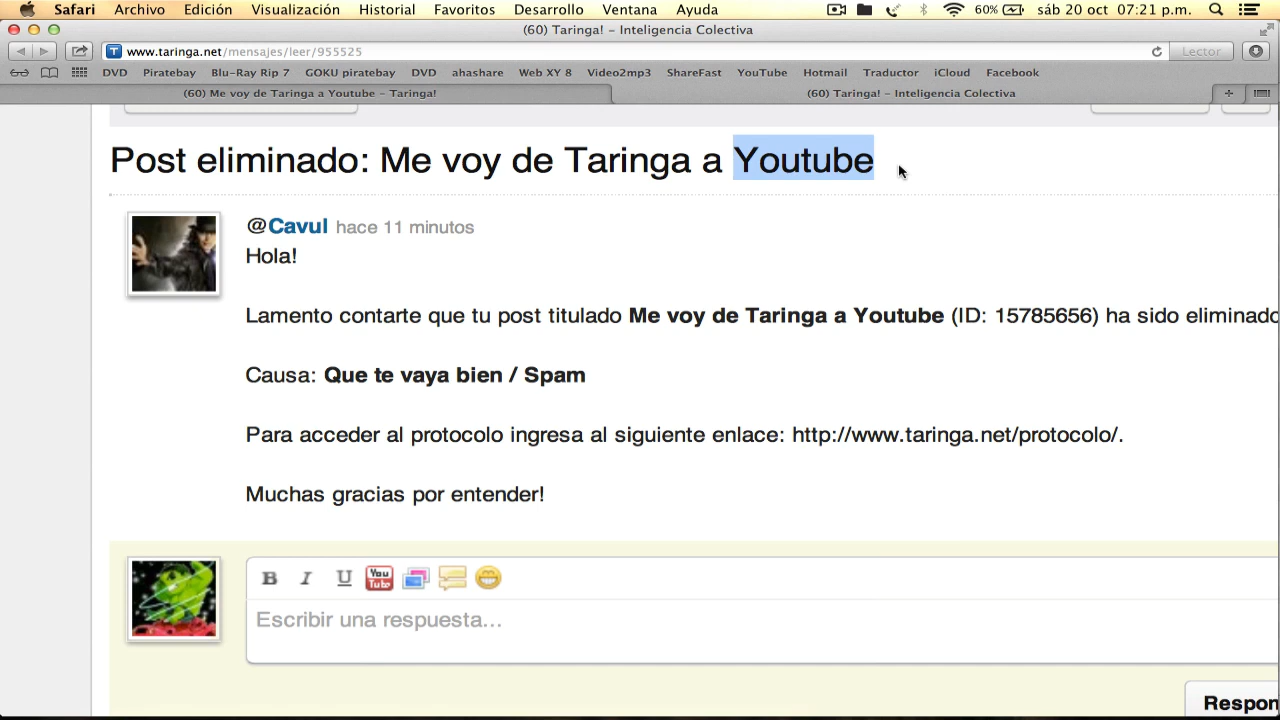 Safari Archivo Edición Visualización Historial Favoritos Desarrollo Ventana Ayuda 60% sáb 20 oct 07:21 p.m.
(60) Taringa! – Inteligencia Colectiva
T www.taringa.net/mensajes/leer/955525 Lector
DVD Piratebay Blu-Ray Rip 7 GOKU piratebay DVD ahashare Web XY 8 Video2mp3 ShareFast YouTube Hotmail Traductor iCloud Facebook
(60) Me voy de Taringa a Youtube – Taringa! (60) Taringa! – Inteligencia Colectiva
Post eliminado: Me voy de Taringa a Youtube
@Cavul hace 11 minutos
Hola!
Lamento contarte que tu post titulado Me voy de Taringa a Youtube (ID: 15785656) ha sido eliminado
Causa: Que te vaya bien / Spam
Para acceder al protocolo ingresa al siguiente enlace: http://www.taringa.net/protocolo/.
Muchas gracias por entender!
B I U You Tube
Escribir una respuesta...
Respon